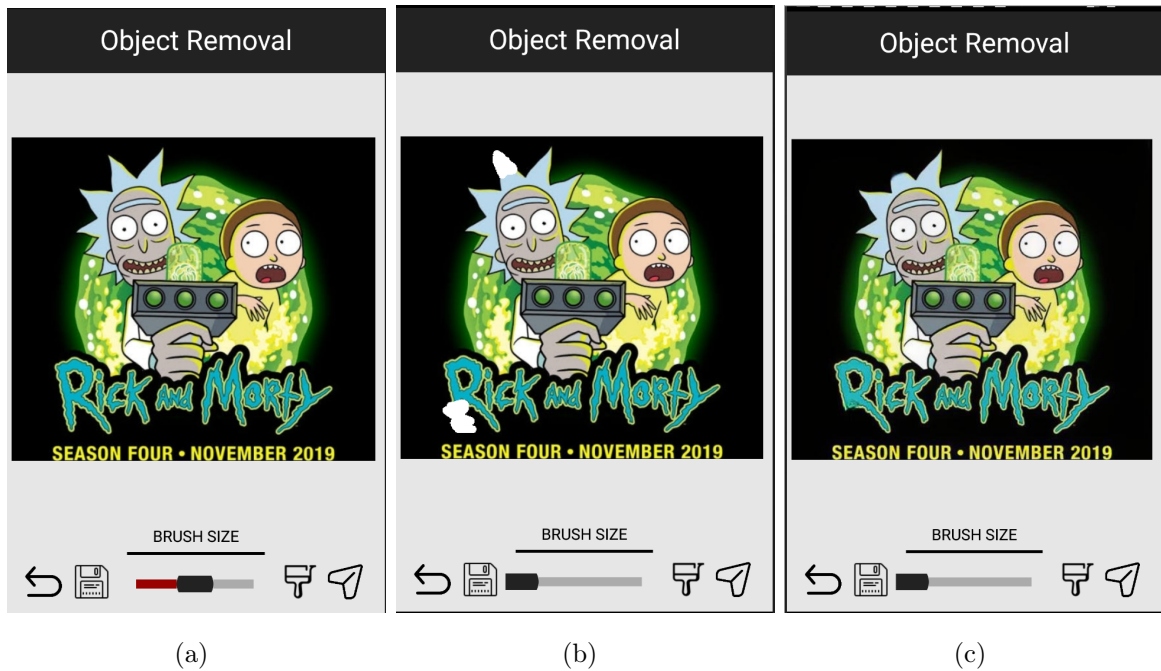 Object Removal
RICK AND MORTY
SEASON FOUR • NOVEMBER 2019
BRUSH SIZE
(a)
Object Removal
RICK AND MORTY
SEASON FOUR • NOVEMBER 2019
BRUSH SIZE
(b)
Object Removal
RICK AND MORTY
SEASON FOUR • NOVEMBER 2019
BRUSH SIZE
(c)